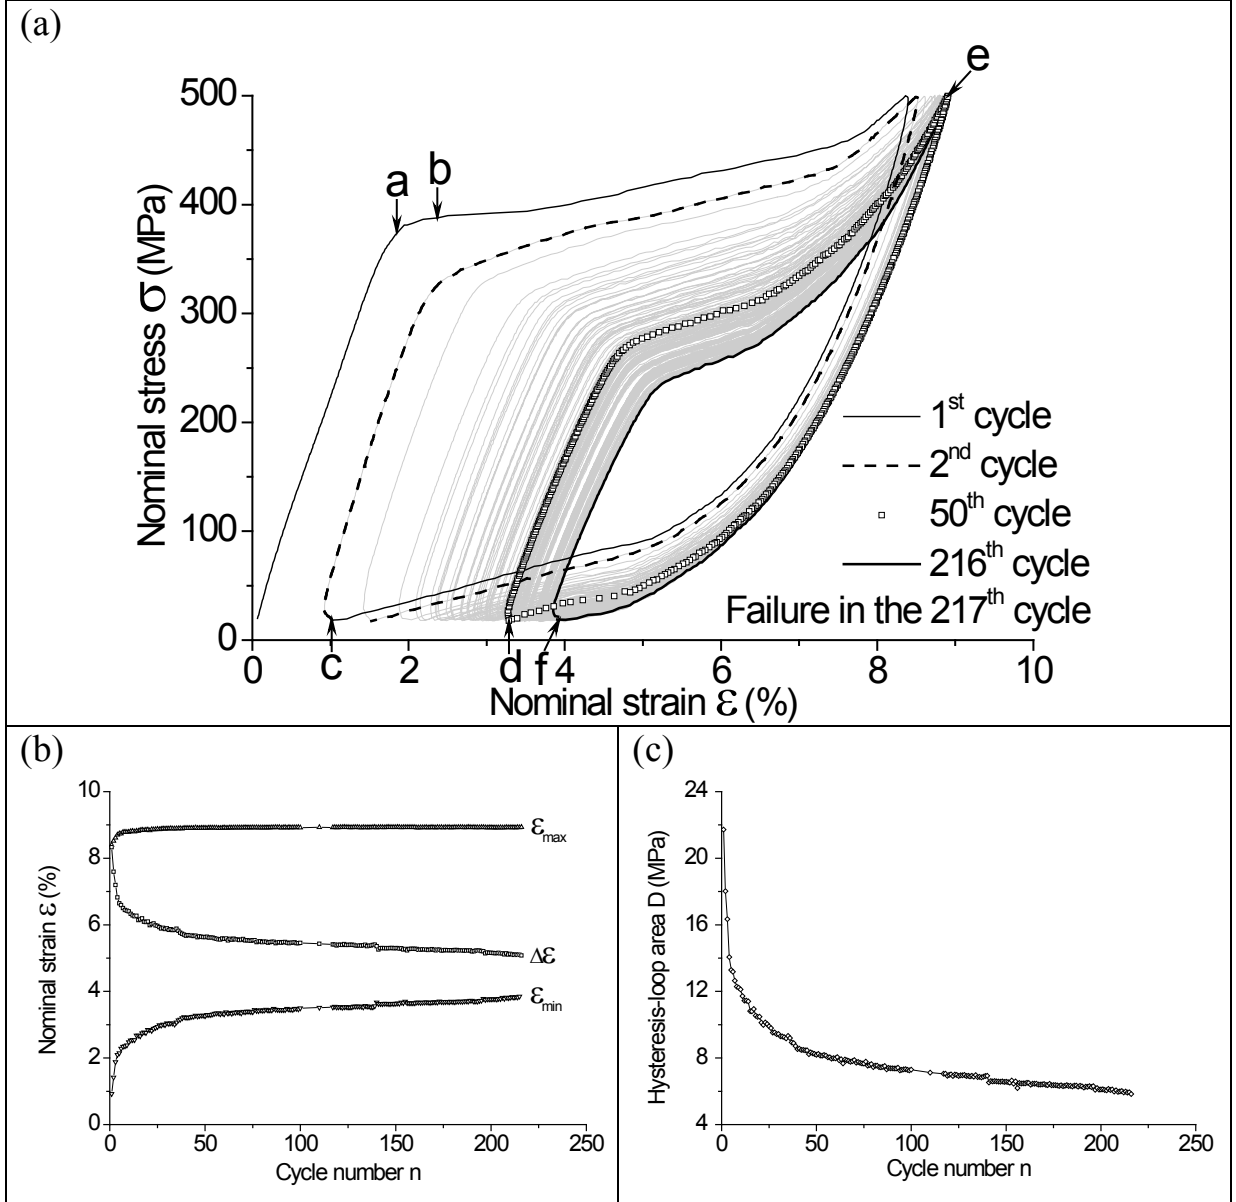 (a)
e
500
a b
400
300
200
100
0
Nominal stress σ (MPa)
1st cycle
2nd cycle
50th cycle
216th cycle
Failure in the 217th cycle
0 c 2 d f 4 6 8 10
Nominal strain ε (%)
(b)
10
8
6
4
2
0
Nominal strain ε (%)
εmax
Δε
εmin
0 50 100 150 200 250
Cycle number n
(c)
24
20
16
12
8
4
Hysteresis-loop area D (MPa)
0 50 100 150 200 250
Cycle number n